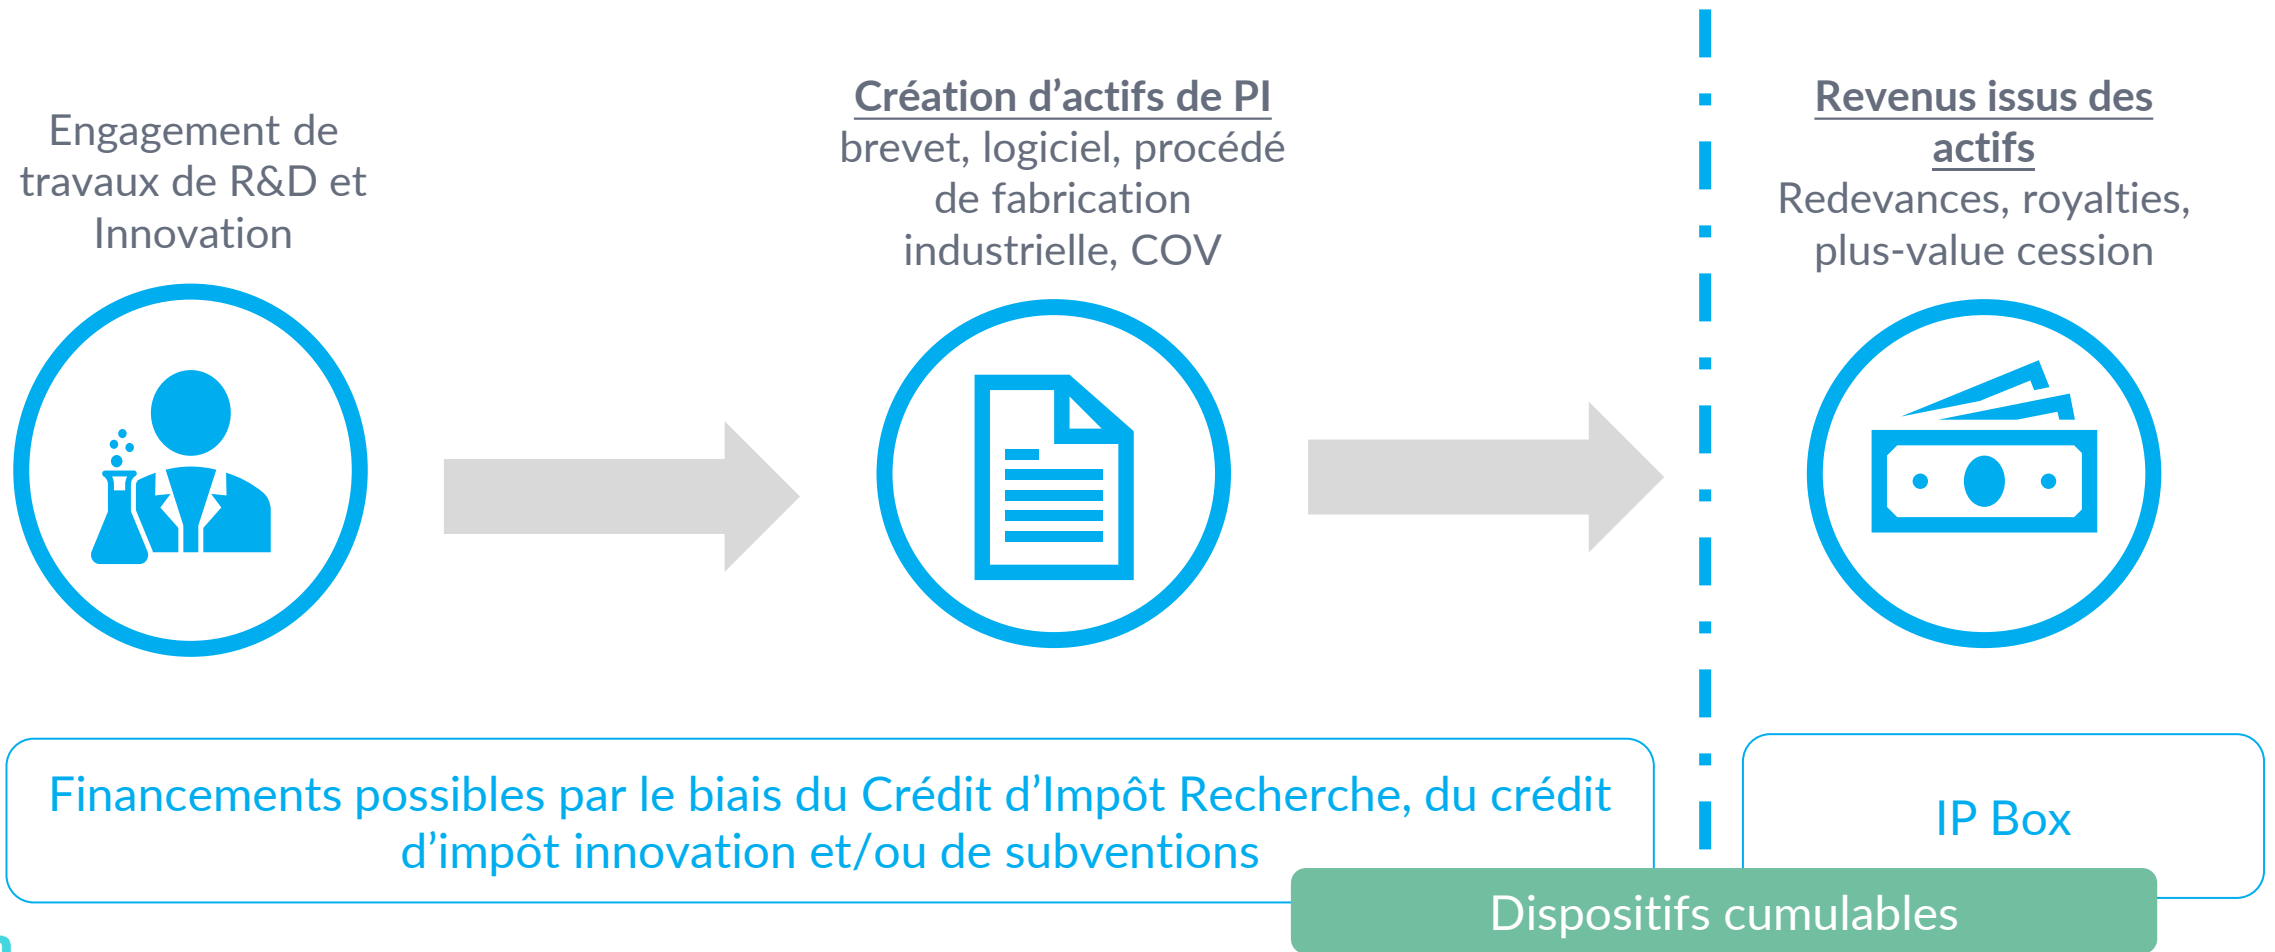 Engagement de
travaux de R&D et
Innovation
Création d’actifs de PI
brevet, logiciel, procédé
de fabrication
industrielle, COV
Revenus issus des
actifs
Redevances, royalties,
plus-value cession
Financements possibles par le biais du Crédit d’Impôt Recherche, du crédit
d’impôt innovation et/ou de subventions
IP Box
Dispositifs cumulables